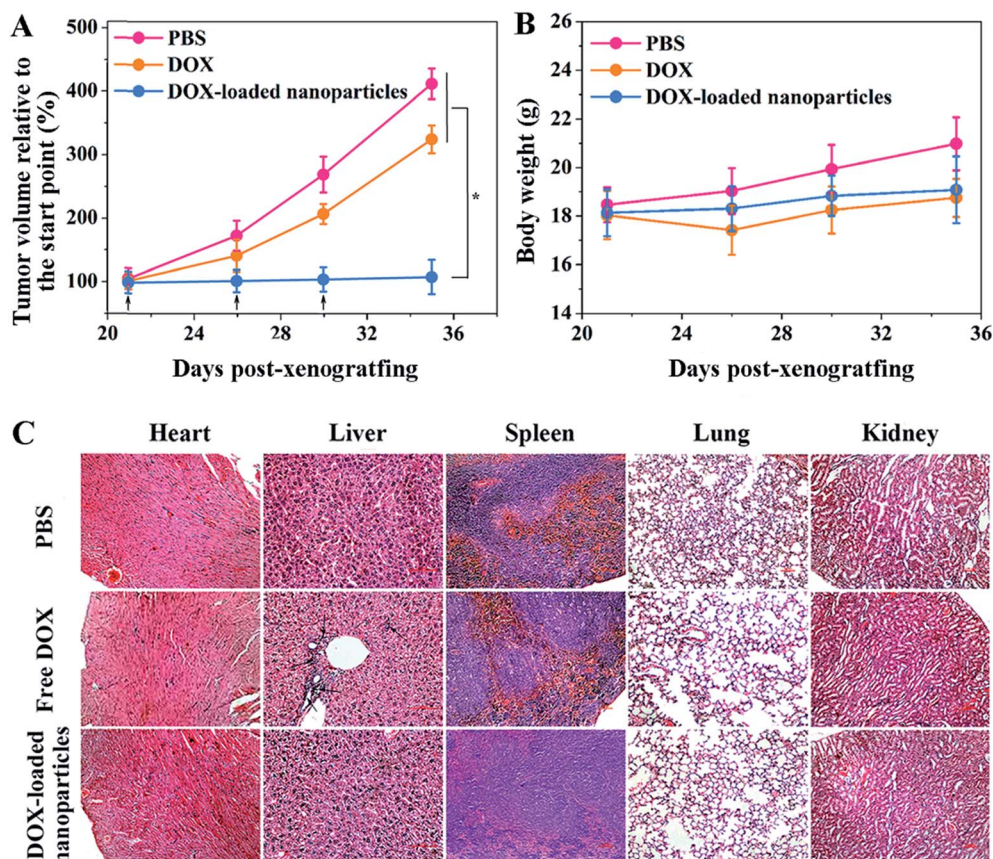 A
500
400
300
200
100
20
24
28
32
36
PBS
DOX
DOX-loaded nanoparticles
*
Tumor volume relative to
the start point (%)
Days post-xenogratfing
B
26
24
22
20
18
16
14
20
24
28
32
36
PBS
DOX
DOX-loaded nanoparticles
Body weight (g)
Days post-xenogratfing
C
Heart
Liver
Spleen
Lung
Kidney
PBS
Free DOX
DOX-loaded
nanoparticles